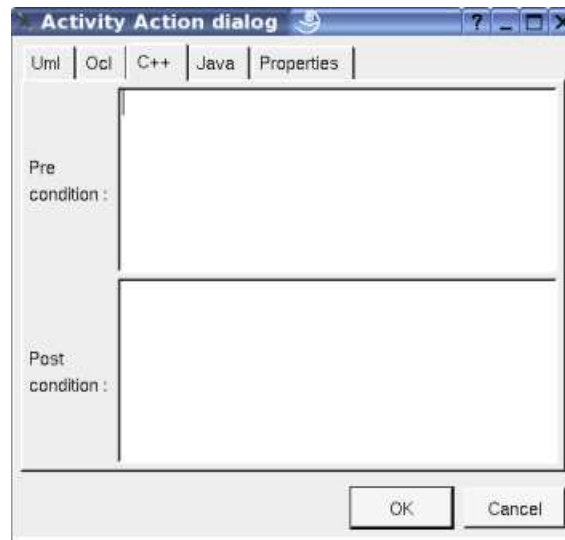 Activity Action dialog
Uml Ocl C++ Java Properties
Pre
condition :
Post
condition :
OK Cancel